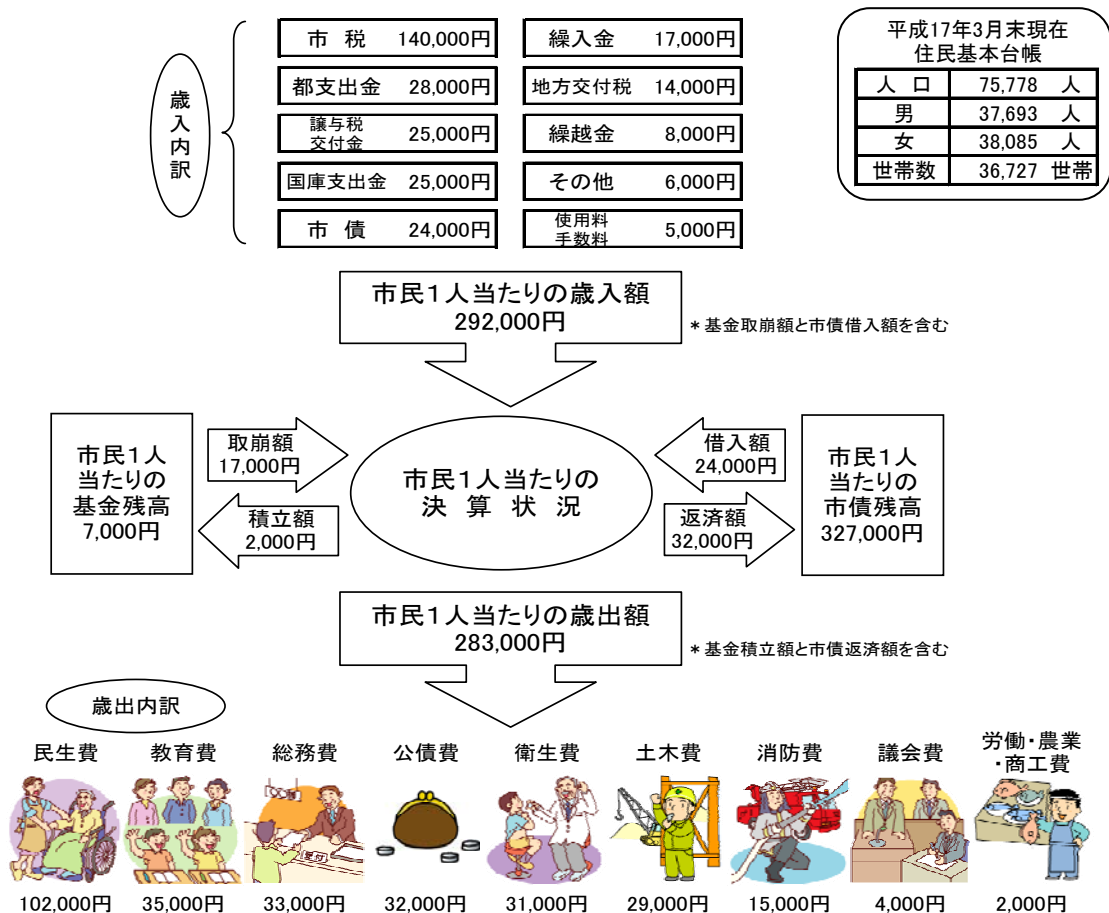 歳入内訳
市 税 140,000円
都支出金 28,000円
譲与税
交付金 25,000円
国庫支出金 25,000円
市 債 24,000円
繰入金 17,000円
地方交付税 14,000円
繰越金 8,000円
その他 6,000円
使用料
手数料 5,000円
平成17年3月末現在
住民基本台帳
人 口 75,778 人
男 37,693 人
女 38,085 人
世帯数 36,727 世帯
市民1人当たりの歳入額
292,000円
*基金取崩額と市債借入額を含む
市民1人
当たりの
基金残高
7,000円
取崩額
17,000円
積立額
2,000円
市民1人当たりの
決 算 状 況
借入額
24,000円
返済額
32,000円
市民1人
当たりの
市債残高
327,000円
市民1人当たりの歳出額
283,000円
*基金積立額と市債返済額を含む
歳出内訳
民生費
教育費
総務費
公債費
衛生費
土木費
消防費
議会費
労働・農業
・商工費
受付
102,000円
35,000円
33,000円
32,000円
31,000円
29,000円
15,000円
4,000円
2,000円